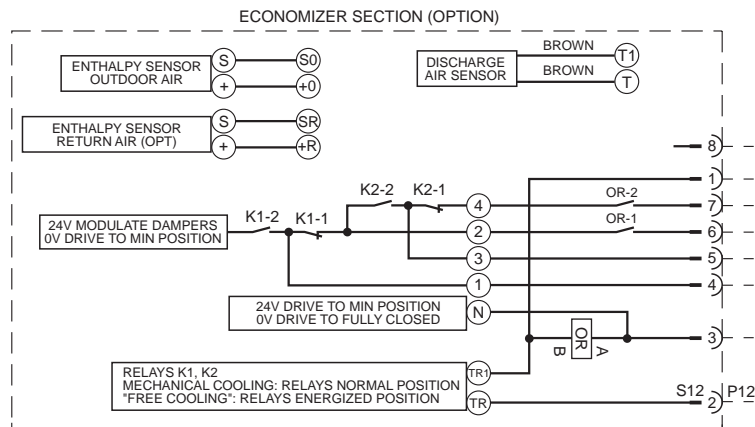 ECONOMIZER SECTION (OPTION)
ENTHALPY SENSOR
OUTDOOR AIR
S
S0
+
+0
DISCHARGE
AIR SENSOR
BROWN
T1
BROWN
T
ENTHALPY SENSOR
RETURN AIR (OPT)
S
SR
+
+R
8
1
K2-2
K2-1
4
OR-2
7
24V MODULATE DAMPERS
0V DRIVE TO MIN POSITION
K1-2
K1-1
2
OR-1
6
3
5
1
4
24V DRIVE TO MIN POSITION
0V DRIVE TO FULLY CLOSED
N
B
OR
A
3
RELAYS K1, K2
MECHANICAL COOLING: RELAYS NORMAL POSITION
"FREE COOLING": RELAYS ENERGIZED POSITION
TR1
TR
S12
2
P12